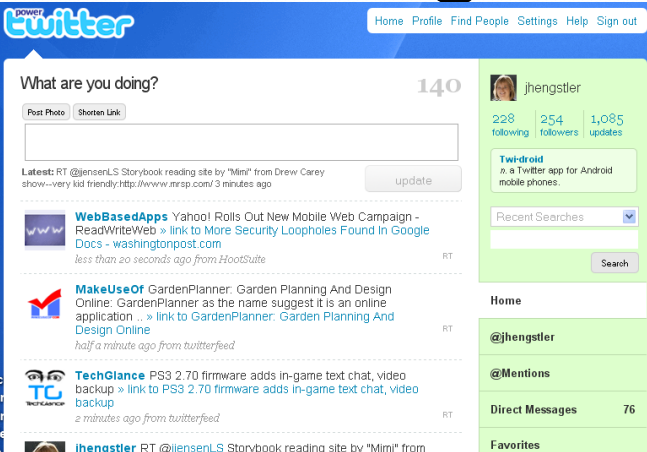 power
twitter
Home Profile Find People Settings Help Sign out
What are you doing?
140
Post Photo Shorten Link
Latest: RT @jjensenLS Storybook reading site by "Mimi" from Drew Carey
show--very kid friendly:http://www.mrsp.com/ 3 minutes ago
update
WebBasedApps Yahoo! Rolls Out New Mobile Web Campaign -
ReadWriteWeb » link to More Security Loopholes Found In Google
Docs - washingtonpost.com
less than 20 seconds ago from HootSuite
RT
www
MakeUseOf GardenPlanner: Garden Planning And Design
Online: GardenPlanner as the name suggest it is an online
application .. » link to GardenPlanner: Garden Planning And
Design Online
half a minute ago from twitterfeed
RT
TechGlance PS3 2.70 firmware adds in-game text chat, video
backup » link to PS3 2.70 firmware adds in-game text chat, video
backup
2 minutes ago from twitterfeed
RT
TG
TECHGLANCE
jhengstler RT @jjensenLS Storybook reading site by "Mimi" from
jhengstler
228 254 1,085
following followers updates
Twi·droid
n. a Twitter app for Android
mobile phones.
Recent Searches
Search
Home
@jhengstler
@Mentions
Direct Messages 76
Favorites